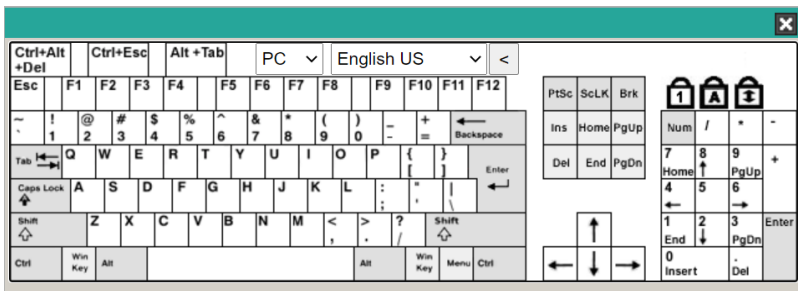 Ctrl+Alt +Del Ctrl+Esc Alt +Tab PC English US <
Esc F1 F2 F3 F4 F5 F6 F7 F8 F9 F10 F11 F12 PtSc ScLK Brk 1 A
~ ` ! 1 @ 2 # 3 $ 4 % 5 ^ 6 & 7 * 8 ( 9 ) 0 _ - + = Backspace Ins Home PgUp Num / * -
Tab Q W E R T Y U I O P { [ } ] Enter Del End PgDn 7 Home 8 9 PgUp +
Caps Lock A S D F G H J K L : ; " ' | \ 4 5 6
Shift Z X C V B N M < , > . ? / Shift 1 End 2 3 PgDn Enter
Ctrl Win Key Alt Alt Win Key Menu Ctrl 0 Insert . Del